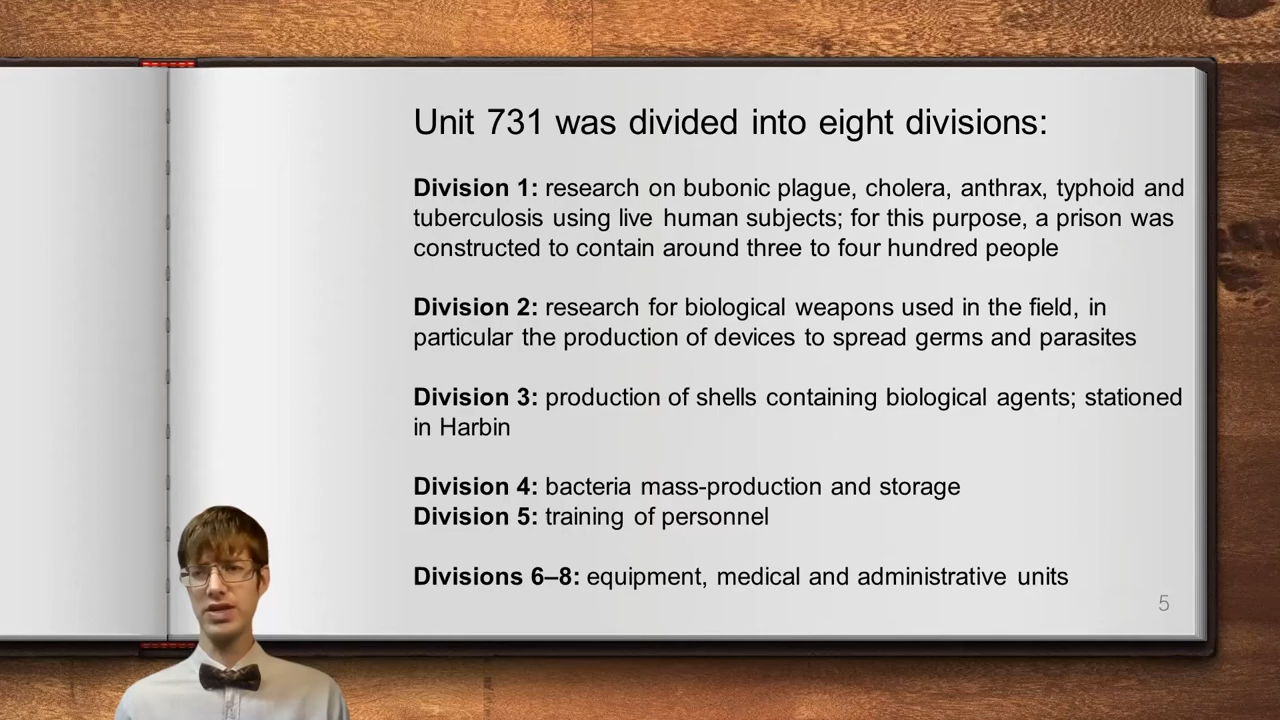 Unit 731 was divided into eight divisions:
Division 1: research on bubonic plague, cholera, anthrax, typhoid and
tuberculosis using live human subjects; for this purpose, a prison was
constructed to contain around three to four hundred people
Division 2: research for biological weapons used in the field, in
particular the production of devices to spread germs and parasites
Division 3: production of shells containing biological agents; stationed
in Harbin
Division 4: bacteria mass-production and storage
Division 5: training of personnel
Divisions 6–8: equipment, medical and administrative units
5